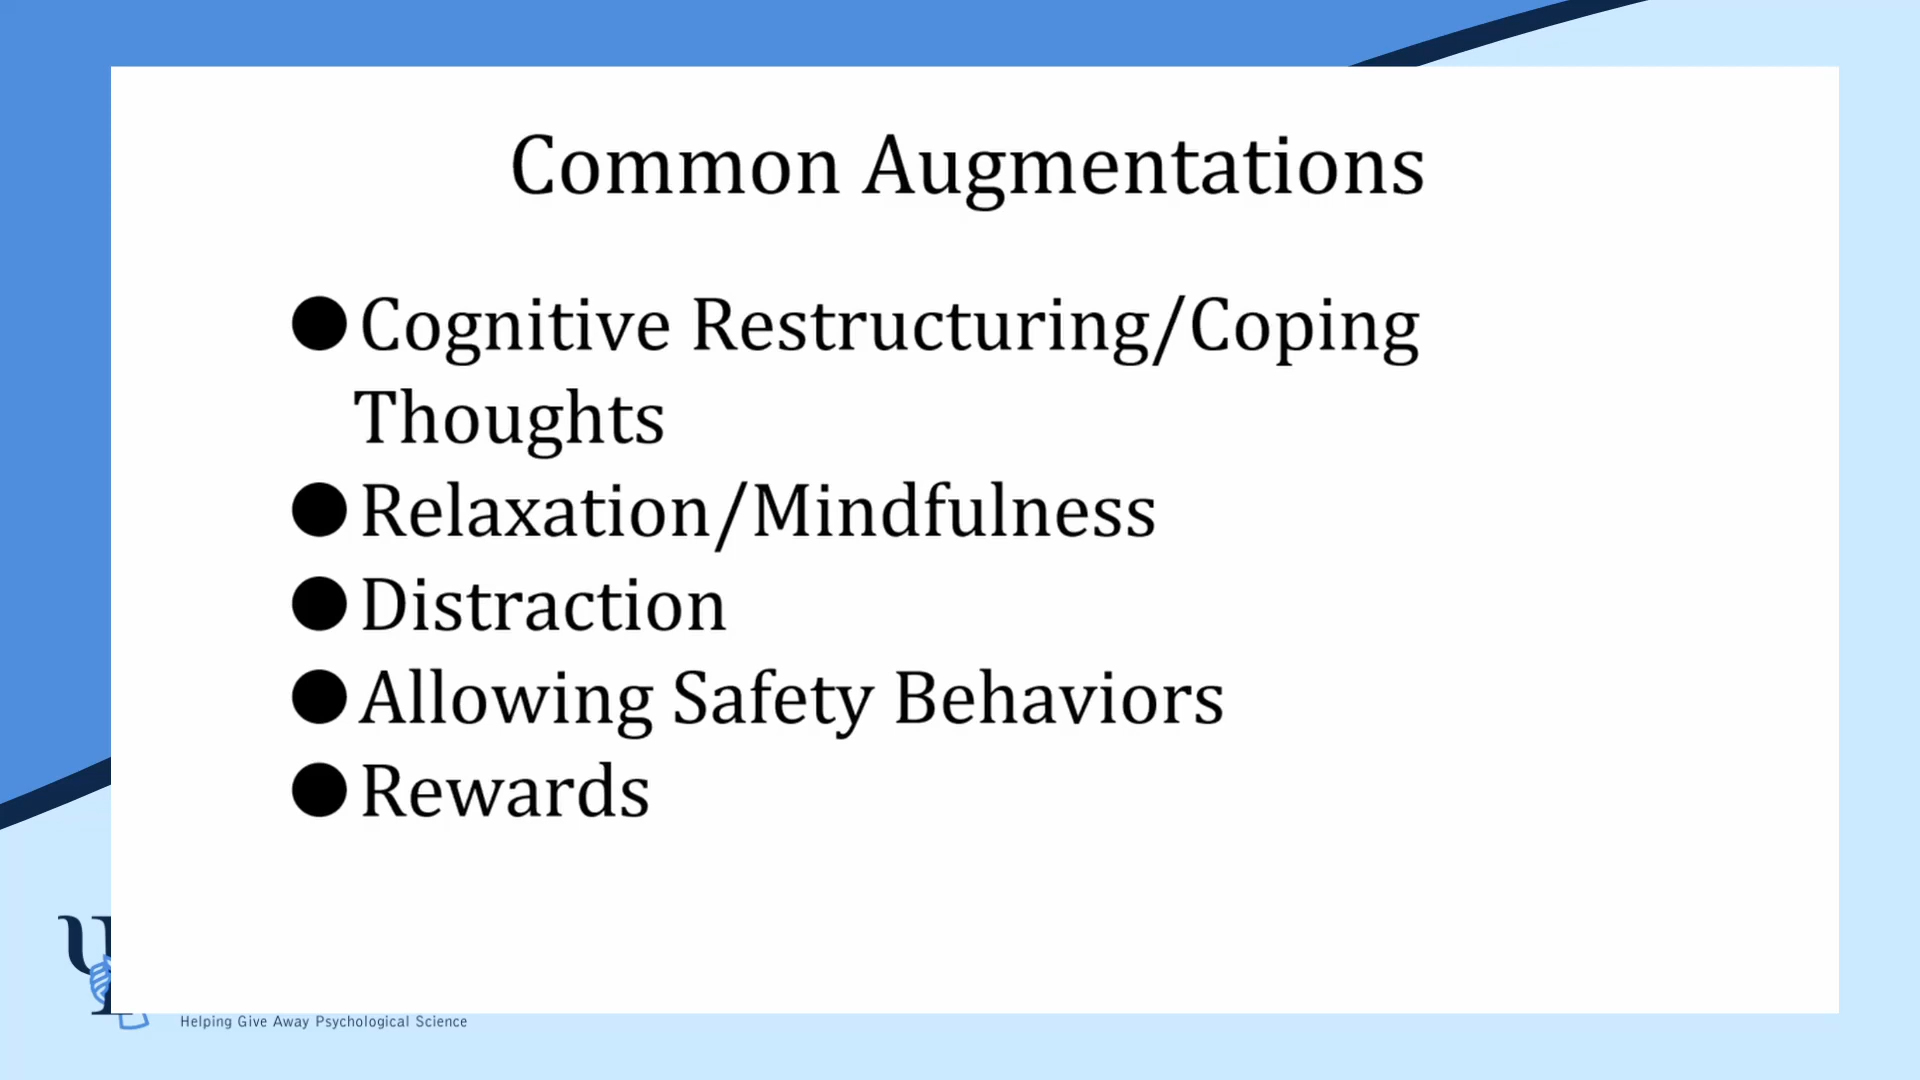 Common Augmentations
● Cognitive Restructuring/Coping
Thoughts
● Relaxation/Mindfulness
● Distraction
● Allowing Safety Behaviors
● Rewards
Helping Give Away Psychological Science